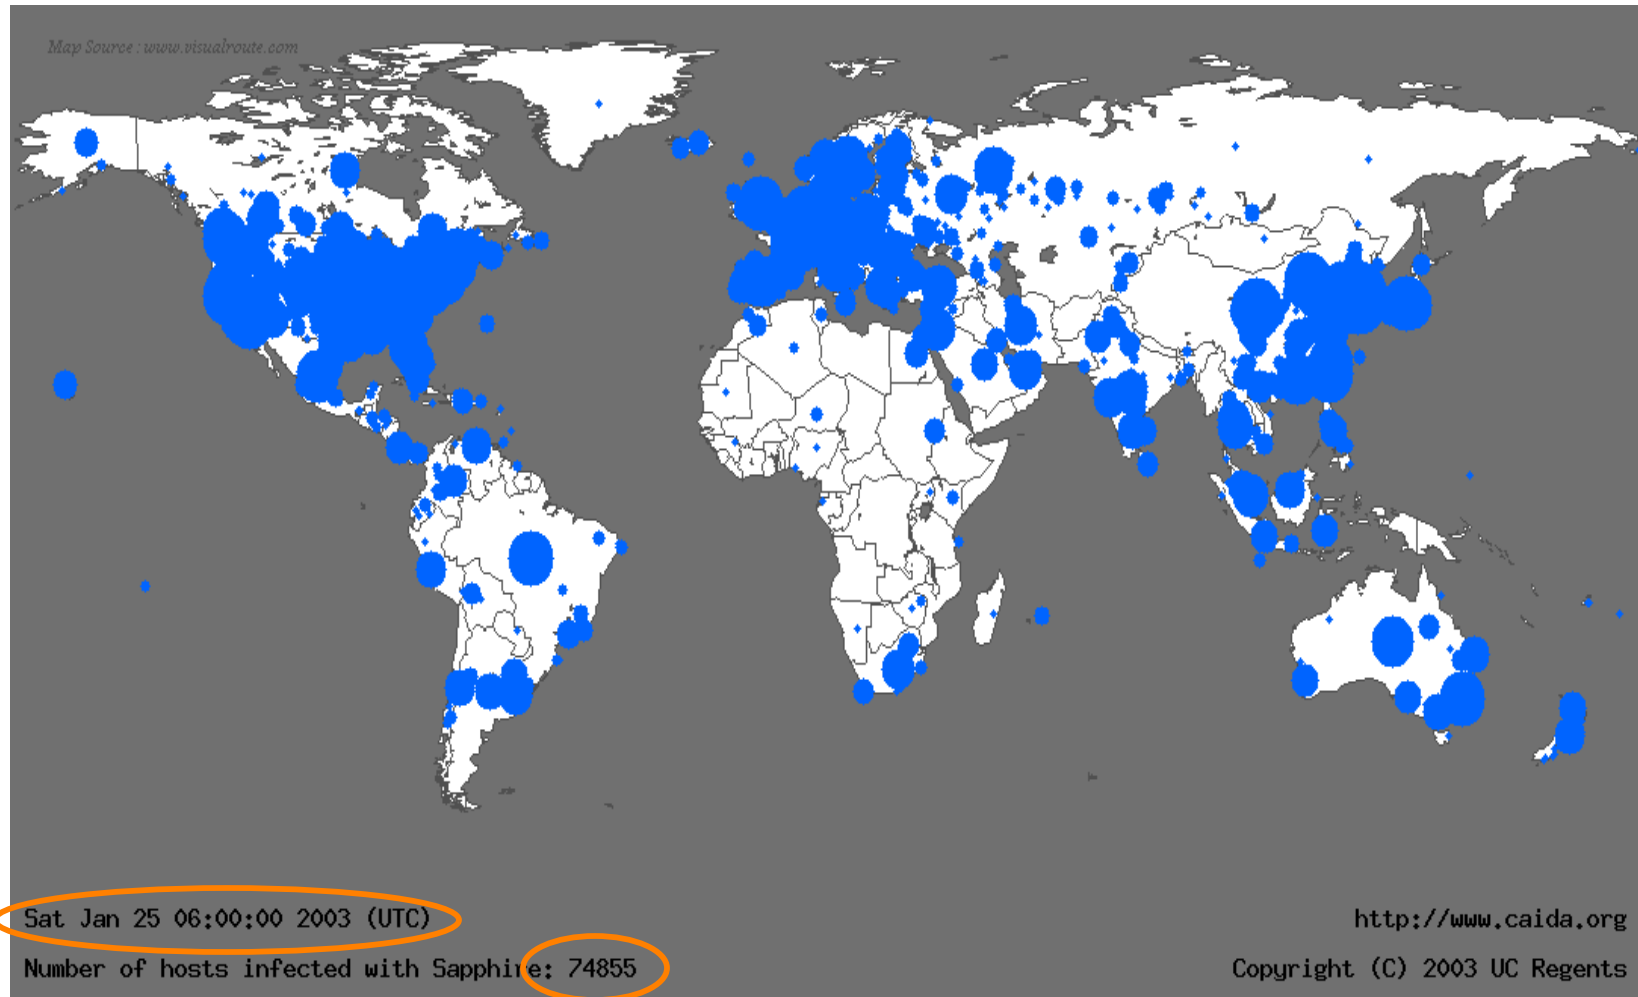 Map Source : www.visualroute.com
Sat Jan 25 06:00:00 2003 (UTC)
http://www.caida.org
Number of hosts infected with Sapphire: 74855
Copyright (C) 2003 UC Regents